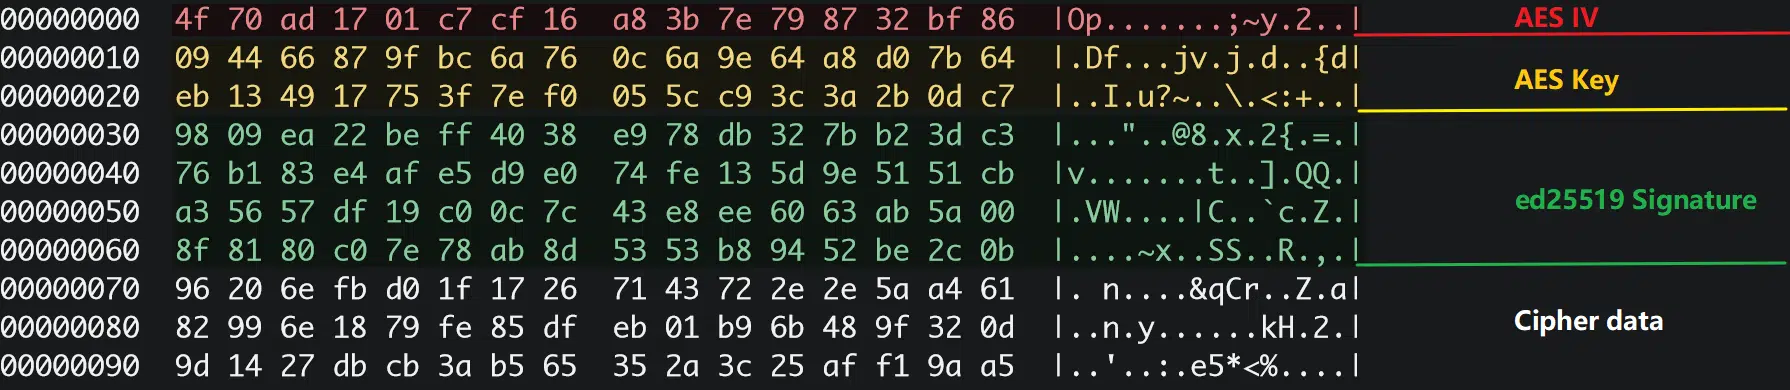 00000000 4f 70 ad 17 01 c7 cf 16 a8 3b 7e 79 87 32 bf 86 |Op.......;~y.2..| AES IV
00000010 09 44 66 87 9f bc 6a 76 0c 6a 9e 64 a8 d0 7b 64 |.Df...jv.j.d..{d|
AES Key
00000020 eb 13 49 17 75 3f 7e f0 05 5c c9 3c 3a 2b 0d c7 |..I.u?~..\.<:+..|
00000030 98 09 ea 22 be ff 40 38 e9 78 db 32 7b b2 3d c3 |..."..@8.x.2{.=.|
00000040 76 b1 83 e4 af e5 d9 e0 74 fe 13 5d 9e 51 51 cb |v.......t..].QQ.|
ed25519 Signature
00000050 a3 56 57 df 19 c0 0c 7c 43 e8 ee 60 63 ab 5a 00 |.VW....|C..`c.Z.|
00000060 8f 81 80 c0 7e 78 ab 8d 53 53 b8 94 52 be 2c 0b |....~x..SS..R.,.|
00000070 96 20 6e fb d0 1f 17 26 71 43 72 2e 2e 5a a4 61 |. n....&qCr..Z.a|
00000080 82 99 6e 18 79 fe 85 df eb 01 b9 6b 48 9f 32 0d |..n.y......kH.2.| Cipher data
00000090 9d 14 27 db cb 3a b5 65 35 2a 3c 25 af f1 9a a5 |..'..:.e5*<%....|